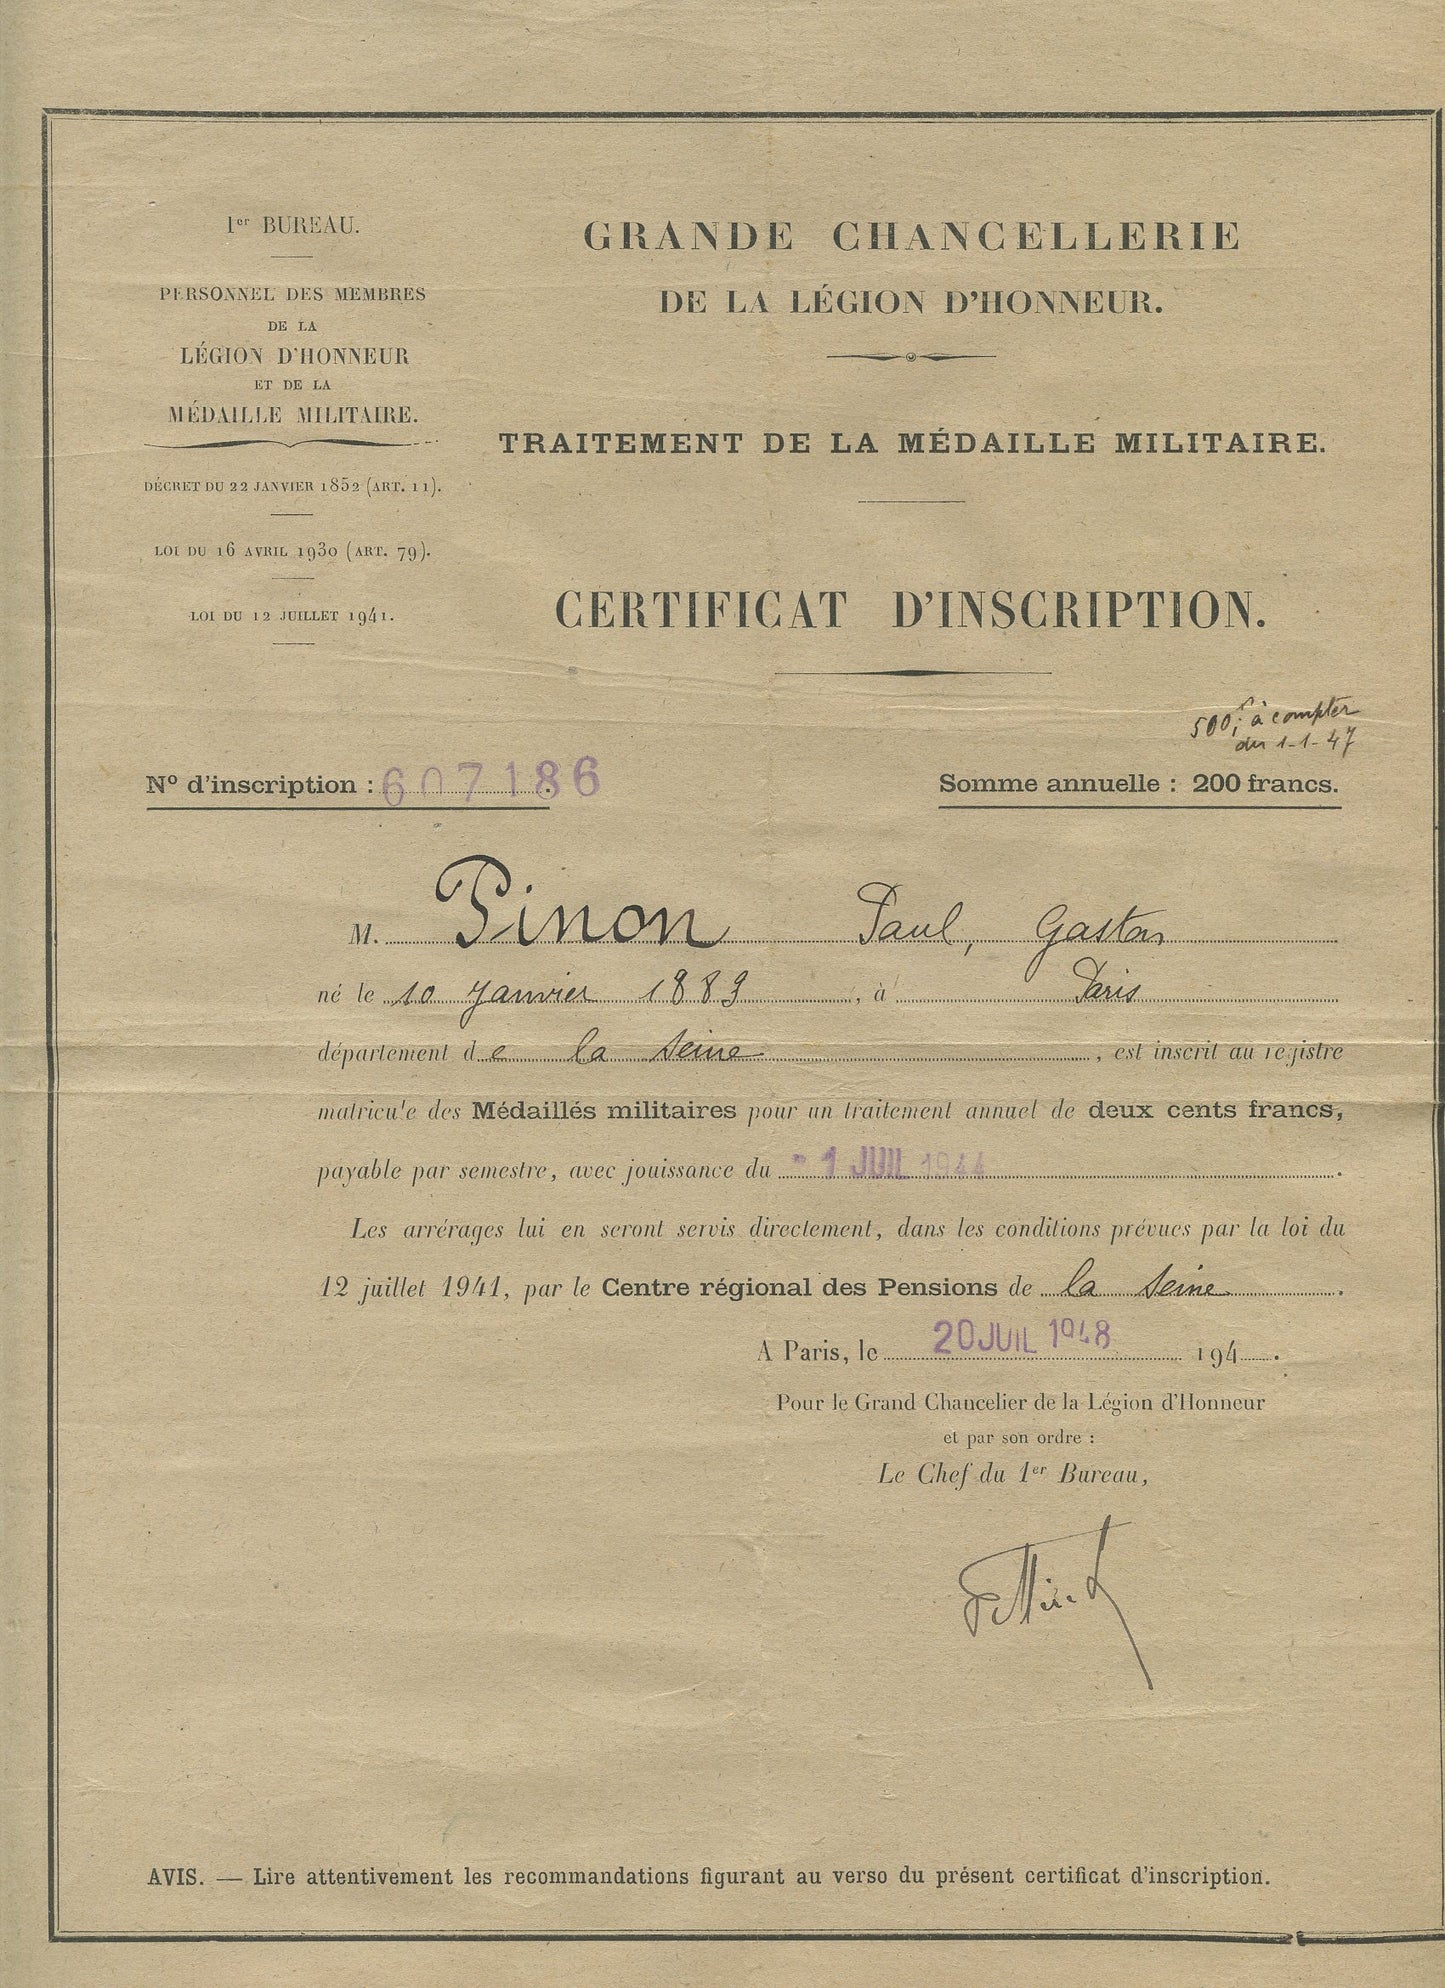 1er BUREAU.
PERSONNEL DES MEMBRES
DE LA
LÉGION D'HONNEUR
ET DE LA
MÉDAILLE MILITAIRE.
DÉCRET DU 22 JANVIER 1852 (ART. 11).
LOI DU 16 AVRIL 1930 (ART. 79).
LOI DU 12 JUILLET 1941.
GRANDE CHANCELLERIE
DE LA LÉGION D'HONNEUR.
TRAITEMENT DE LA MÉDAILLE MILITAIRE.
CERTIFICAT D'INSCRIPTION.
500f à compter
du 1-1-47
N° d'inscription : 607186
Somme annuelle : 200 francs.
M. Pinon Paul, Gaston
né le 10 Janvier 1889, à Paris
département de la Seine, est inscrit au registre
matricule des Médaillés militaires pour un traitement annuel de deux cents francs,
payable par semestre, avec jouissance du - 1 JUIL 1944.
Les arrérages lui en seront servis directement, dans les conditions prévues par la loi du
12 juillet 1941, par le Centre régional des Pensions de la Seine.
A Paris, le 20 JUIL 1948 194 .
Pour le Grand Chancelier de la Légion d'Honneur
et par son ordre :
Le Chef du 1er Bureau,
AVIS. — Lire attentivement les recommandations figurant au verso du présent certificat d'inscription.